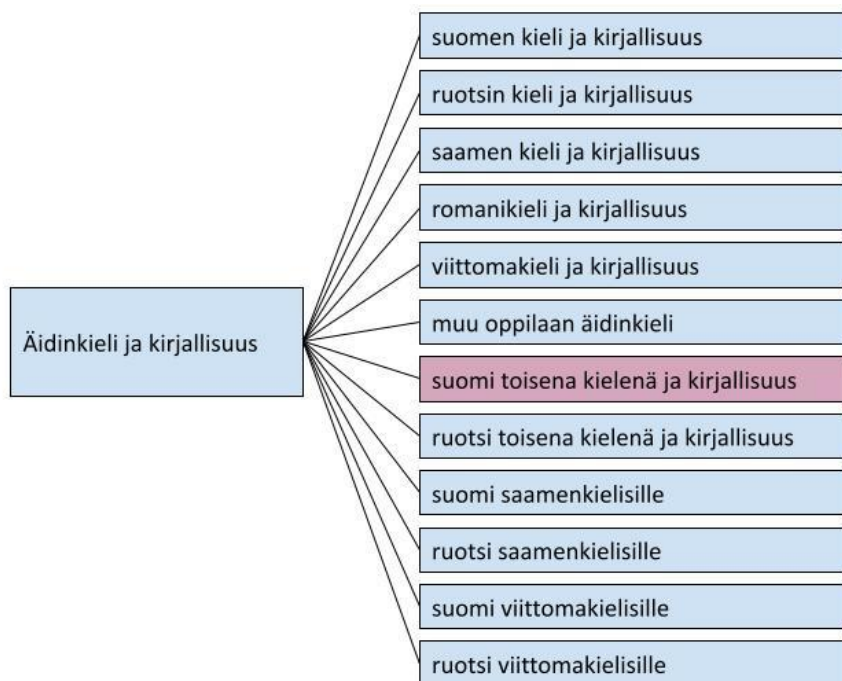 suomen kieli ja kirjallisuus
ruotsin kieli ja kirjallisuus
saamen kieli ja kirjallisuus
romanikieli ja kirjallisuus
viittomakieli ja kirjallisuus
Äidinkieli ja kirjallisuus
muu oppilaan äidinkieli
suomi toisena kielenä ja kirjallisuus
ruotsi toisena kielenä ja kirjallisuus
suomi saamenkielisille
ruotsi saamenkielisille
suomi viittomakielisille
ruotsi viittomakielisille